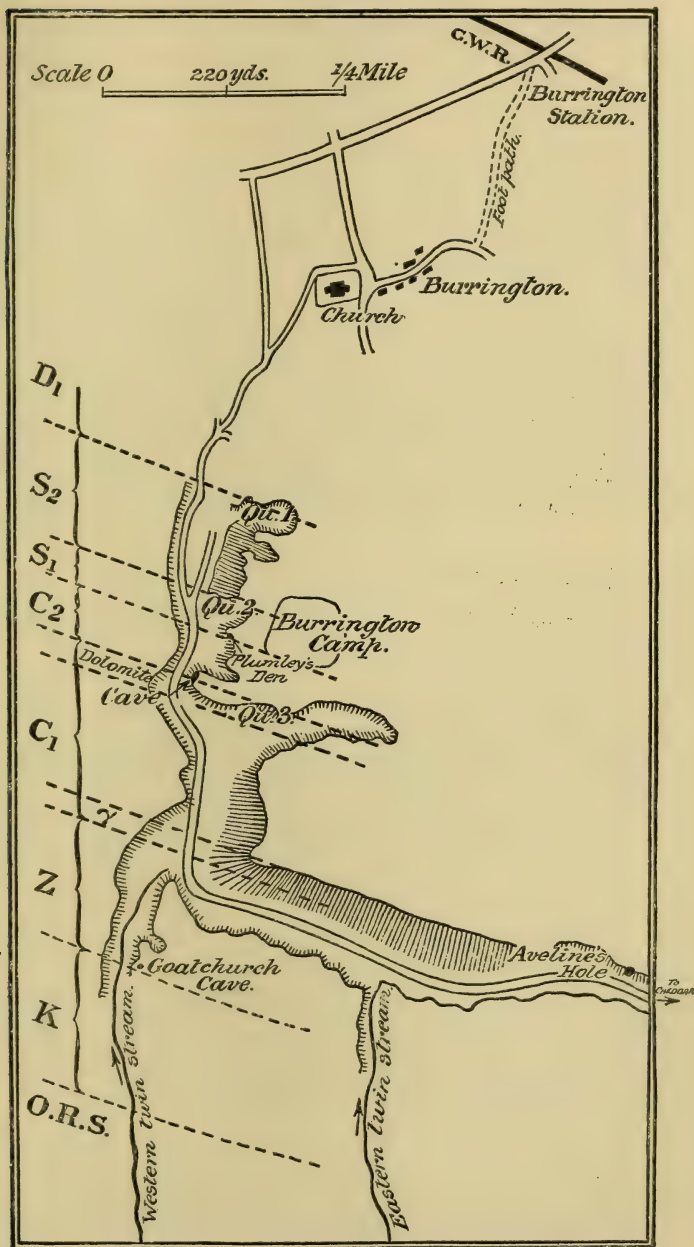 G.W.R.
Scale 0 220 yds. 1/4 Mile
Burrington
Station.
Foot path.
Burrington.
Church
D1
S2
Qu. 1.
S1
C2
Qu. 2.
Burrington
Camp.
Dolomite
Plumley's
Den
Cave
Qu. 3.
C1
γ
Z
Aveline's
Hole
TO
CHEDDAR
Goatchurch
Cave.
K
O.R.S.
Western twin stream.
Eastern twin stream.